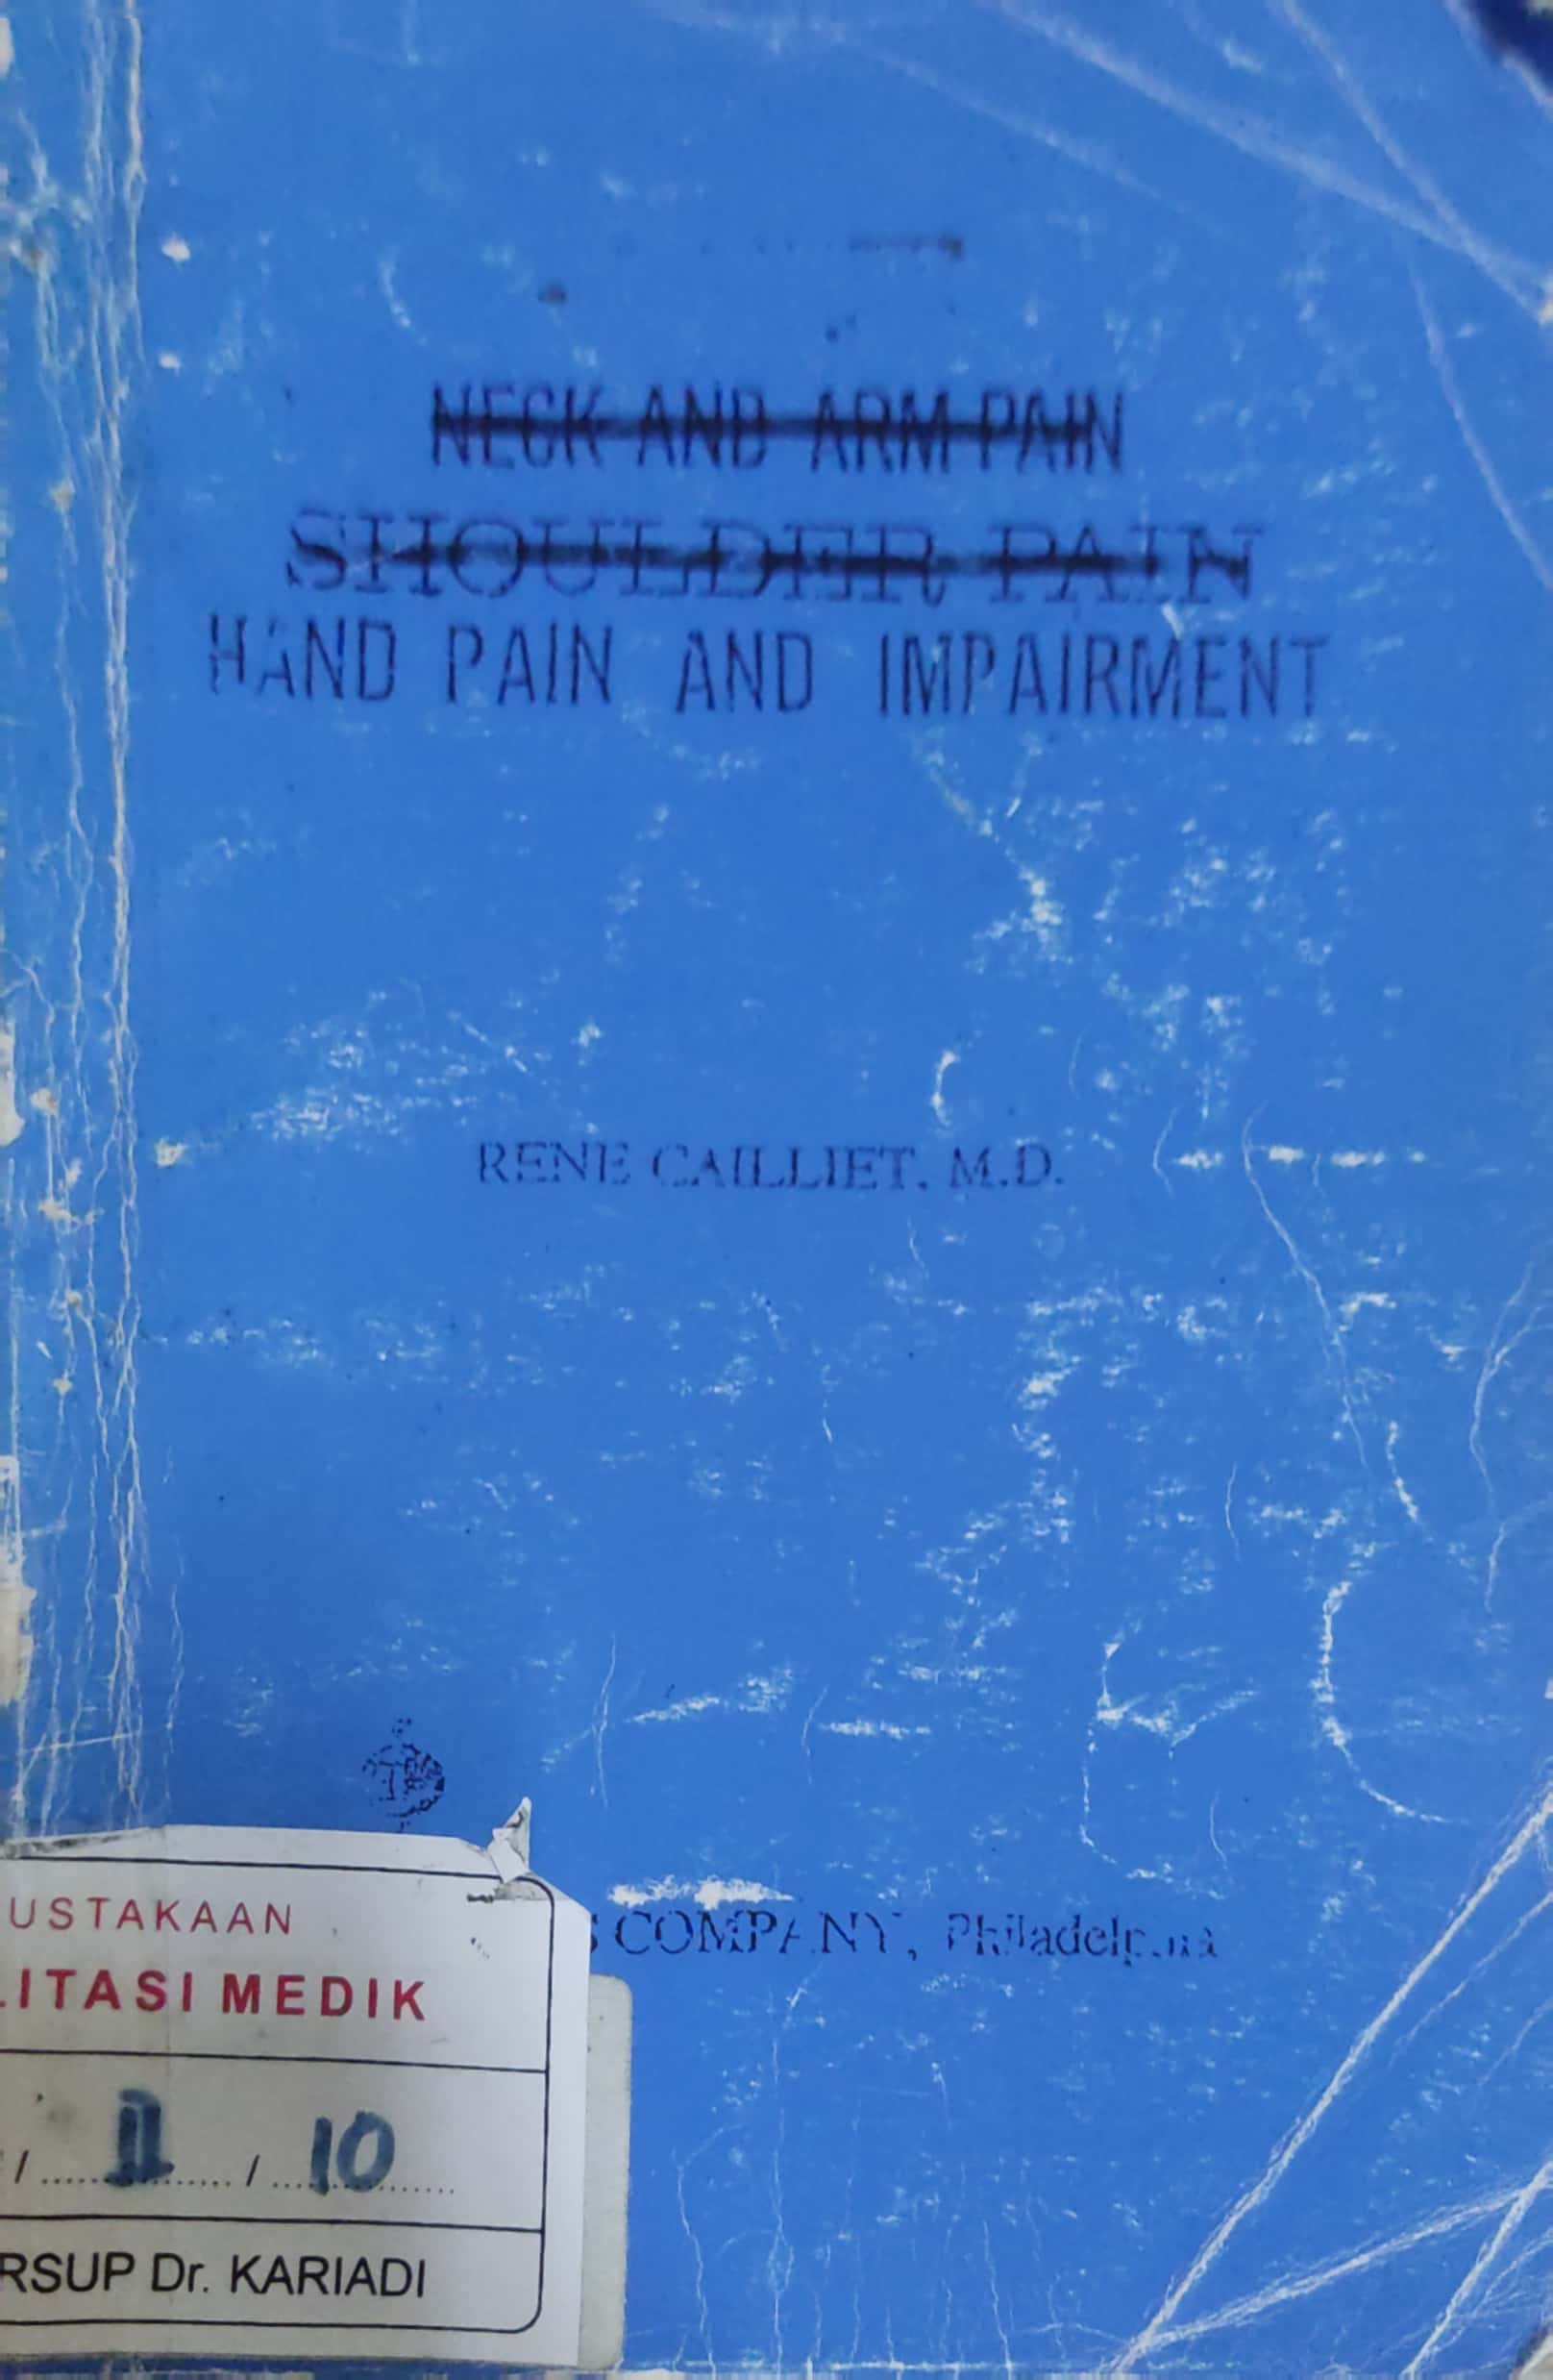 NECK AND ARM PAIN
SHOULDER PAIN
HAND PAIN AND IMPAIRMENT
RENE CAILLIET, M.D.
S COMPANY, Philadelphia
USTAKAAN
LITASI MEDIK
/ II / 10
RSUP Dr. KARIADI